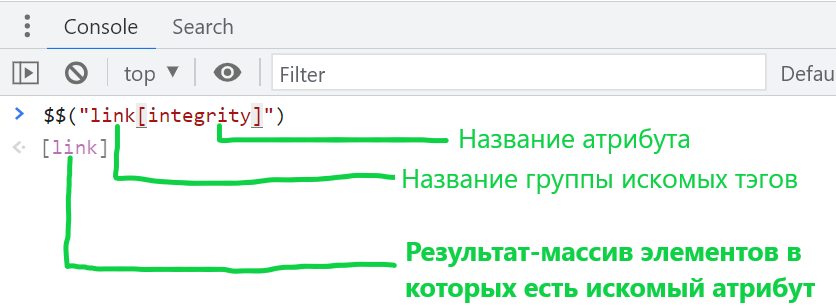 Console Search
top ▼ Filter Defau
> $$("link[integrity]")
[link]
Название атрибута
Название группы искомых тэгов
Результат-массив элементов в
которых есть искомый атрибут